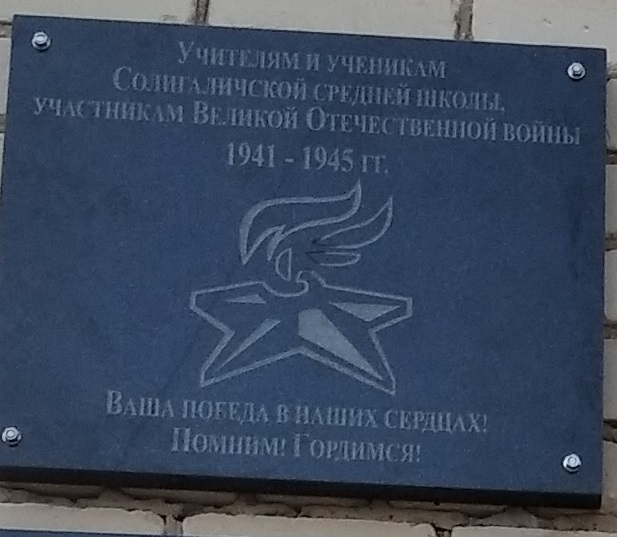 Учителям и ученикам
Солигаличской средней школы,
участникам Великой Отечественной войны
1941 - 1945 гг.
Ваша победа в наших сердцах!
Помним! Гордимся!